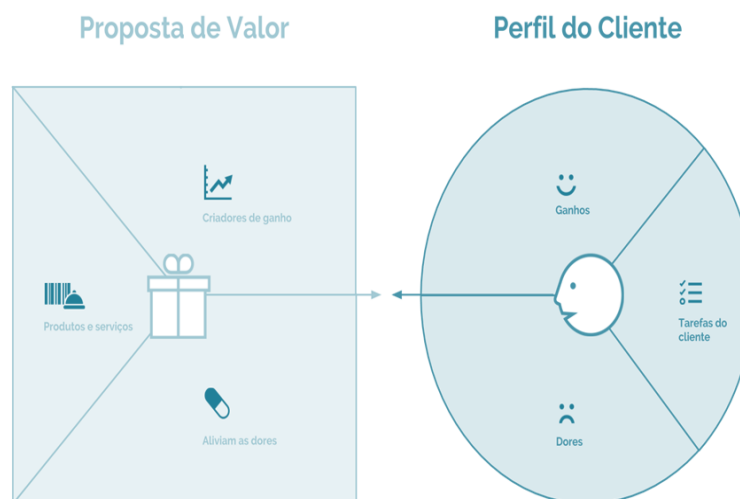 Proposta de Valor
Perfil do Cliente
Criadores de ganho
Produtos e serviços
Aliviam as dores
Ganhos
Tarefas do
cliente
Dores